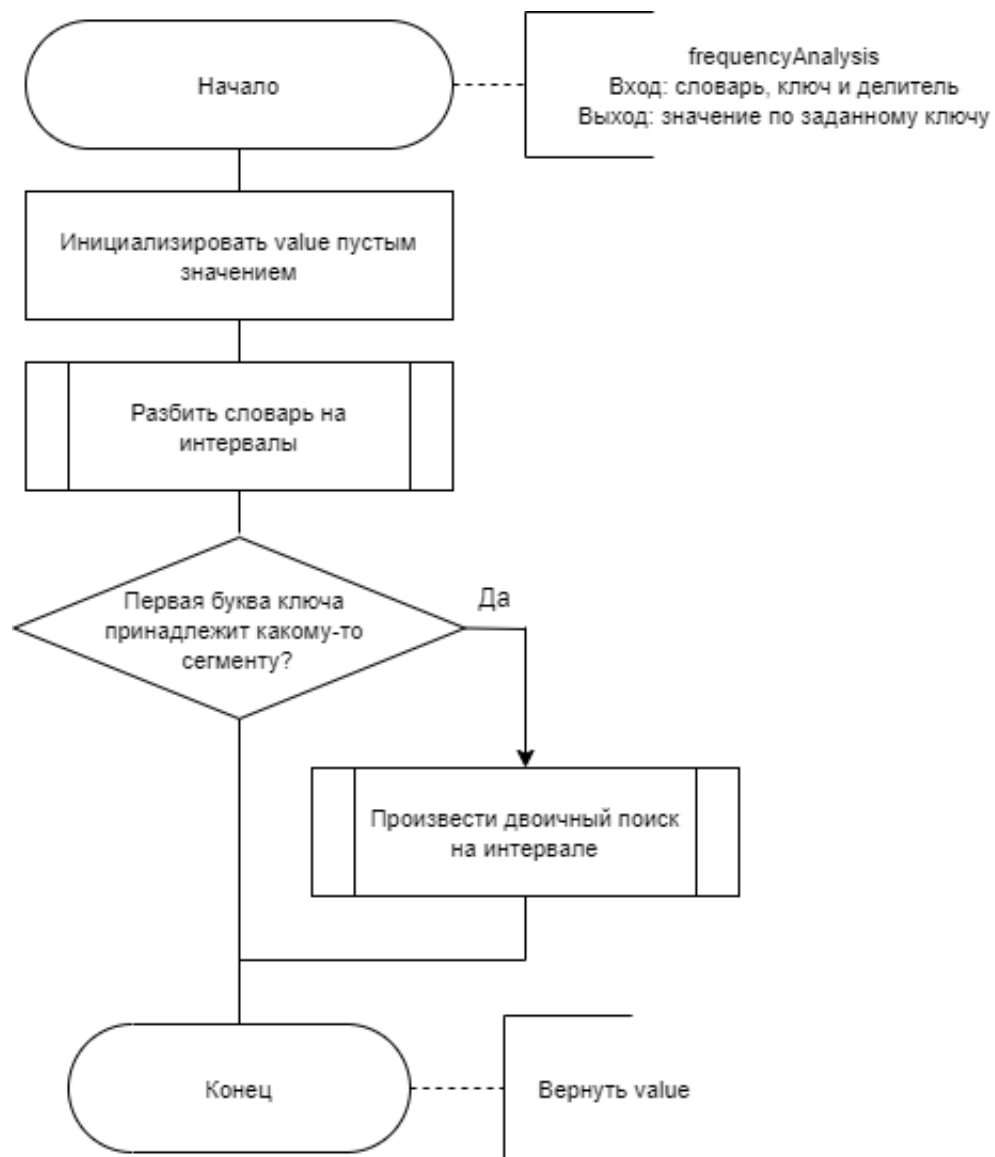 Начало
frequencyAnalysis
Вход: словарь, ключ и делитель
Выход: значение по заданному ключу
Инициализировать value пустым
значением
Разбить словарь на
интервалы
Первая буква ключа
принадлежит какому-то
сегменту?
Да
Произвести двоичный поиск
на интервале
Конец
Вернуть value